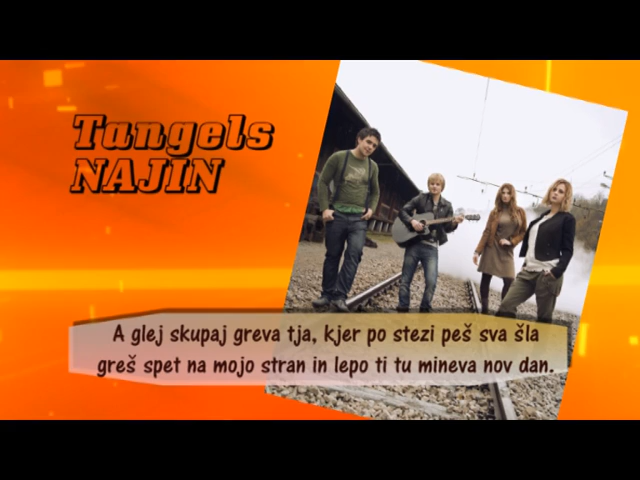 Tangels
NAJIN
A glej skupaj greva tja, kjer po stezi peš sva šla
greš spet na mojo stran in lepo ti tu mineva nov dan.